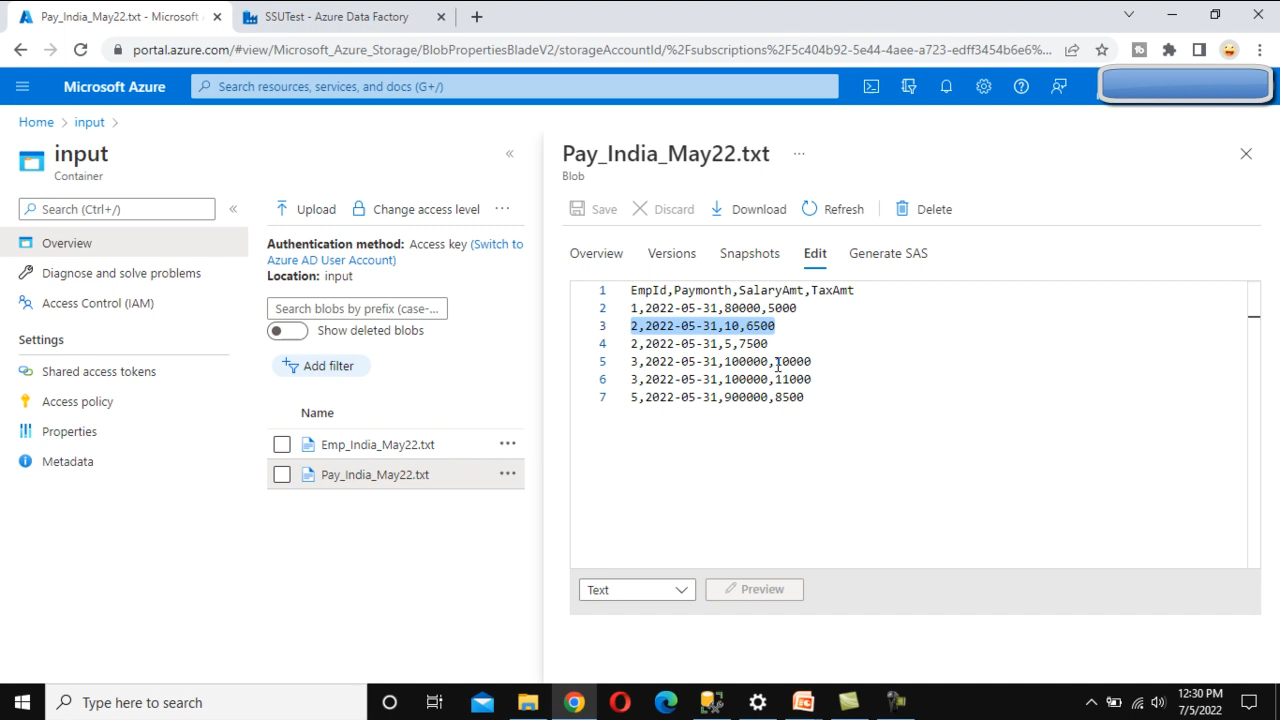 Pay_India_May22.txt - Microsoft
SSUTest - Azure Data Factory
portal.azure.com/#view/Microsoft_Azure_Storage/BlobPropertiesBladeV2/storageAccountId/%2Fsubscriptions%2F5c404b92-5e44-4aee-a723-edff3454b6e6%...
Microsoft Azure
Search resources, services, and docs (G+/)
Home > input >
input
Container
«
Search (Ctrl+/)
«
Overview
Diagnose and solve problems
Access Control (IAM)
Settings
Shared access tokens
Access policy
Properties
Metadata
Upload
Change access level
...
Authentication method: Access key (Switch to
Azure AD User Account)
Location: input
Search blobs by prefix (case-...
Show deleted blobs
Add filter
Name
Emp_India_May22.txt
...
Pay_India_May22.txt
...
Pay_India_May22.txt
...
Blob
Save
Discard
Download
Refresh
Delete
Overview
Versions
Snapshots
Edit
Generate SAS
1 EmpId,Paymonth,SalaryAmt,TaxAmt
2 1,2022-05-31,80000,5000
3 2,2022-05-31,10,6500
4 2,2022-05-31,5,7500
5 3,2022-05-31,100000,10000
6 3,2022-05-31,100000,11000
7 5,2022-05-31,900000,8500
Text
Preview
Type here to search
12:30 PM
7/5/2022